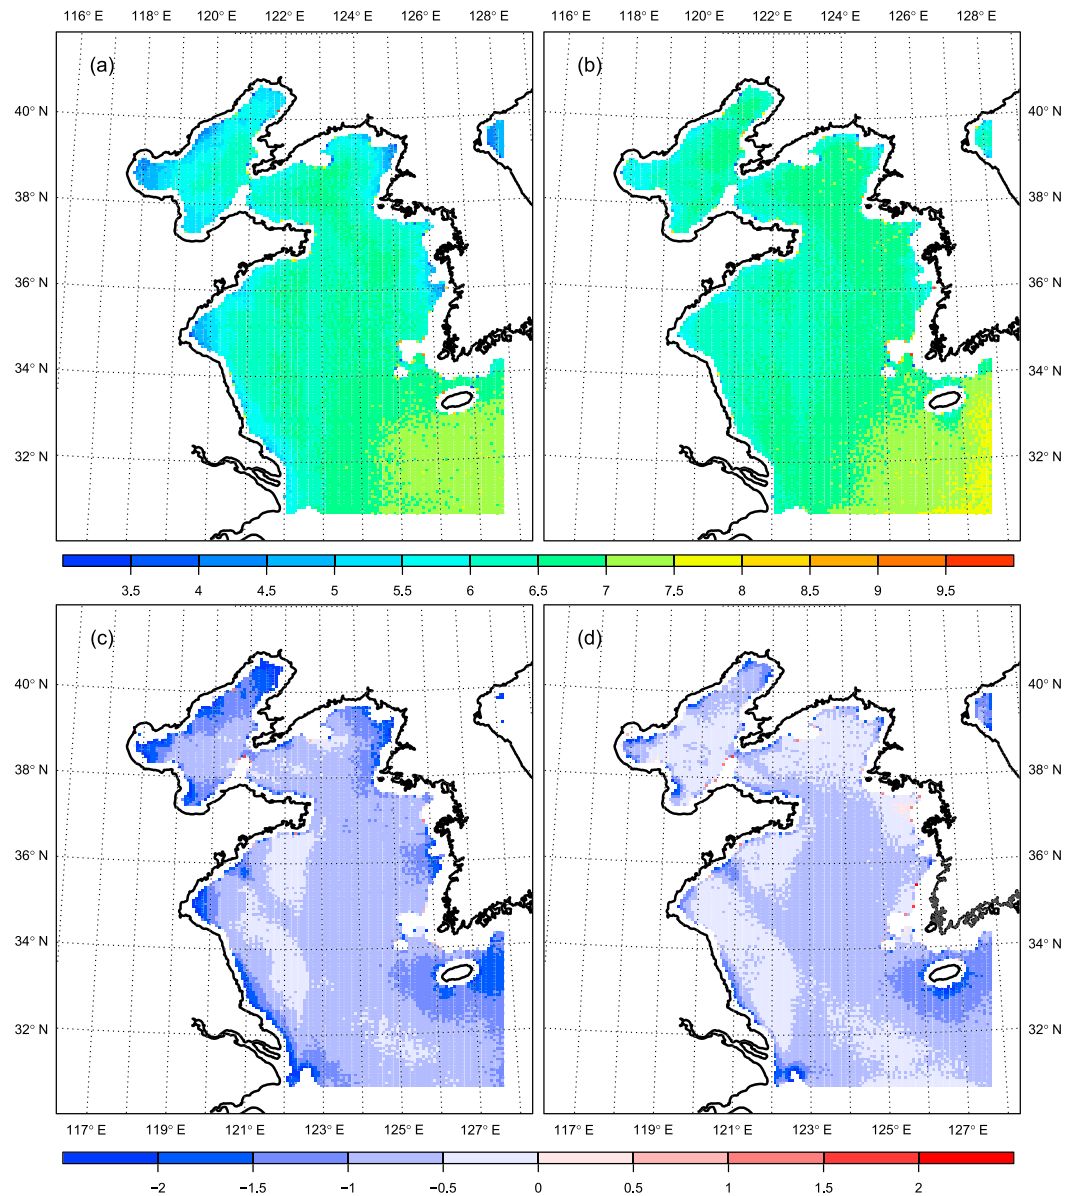 116° E 118° E 120° E 122° E 124° E 126° E 128° E 116° E 118° E 120° E 122° E 124° E 126° E 128° E
(a) (b)
40° N 40° N
38° N 38° N
36° N 36° N
34° N 34° N
32° N 32° N
3.5 4 4.5 5 5.5 6 6.5 7 7.5 8 8.5 9 9.5
(c) (d)
40° N 40° N
38° N 38° N
36° N 36° N
34° N 34° N
32° N 32° N
117° E 119° E 121° E 123° E 125° E 127° E 117° E 119° E 121° E 123° E 125° E 127° E
−2 −1.5 −1 −0.5 0 0.5 1 1.5 2